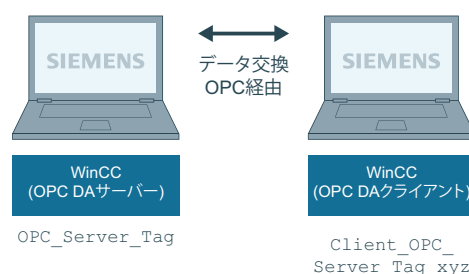 SIEMENS
データ交換
OPC経由
SIEMENS
WinCC
(OPC DAサーバー)
WinCC
(OPC DAクライアント)
OPC_Server_Tag
Client_OPC_
Server_Tag_xyz